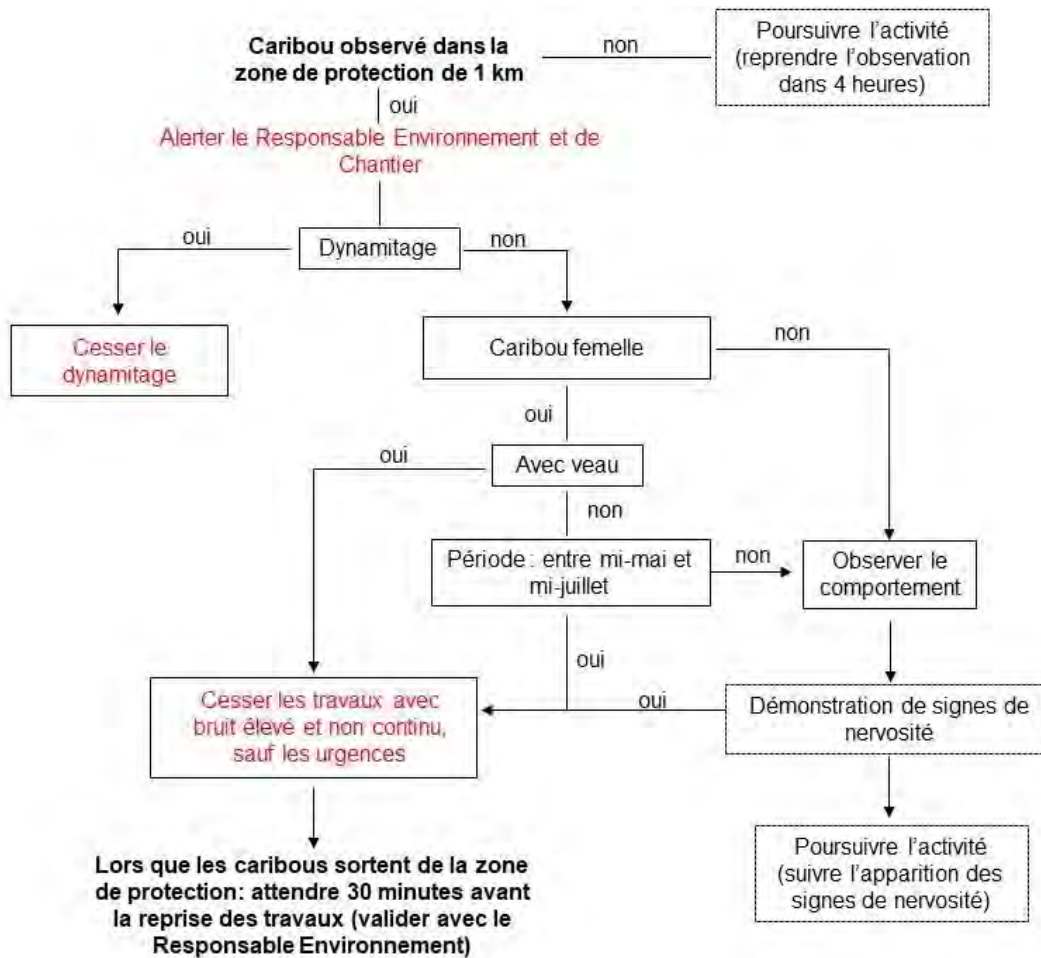 Caribou observé dans la
zone de protection de 1 km
non
Poursuivre l’activité
(reprendre l’observation
dans 4 heures)
oui
Alerter le Responsable Environnement et de
Chantier
oui
Dynamitage
non
Cesser le
dynamitage
Caribou femelle
non
oui
oui
Avec veau
non
Période : entre mi-mai et
mi-juillet
non
Observer le
comportement
oui
Cesser les travaux avec
bruit élevé et non continu,
sauf les urgences
oui
Démonstration de signes de
nervosité
Lors que les caribous sortent de la zone
de protection: attendre 30 minutes avant
la reprise des travaux (valider avec le
Responsable Environnement)
Poursuivre l’activité
(suivre l’apparition des
signes de nervosité)